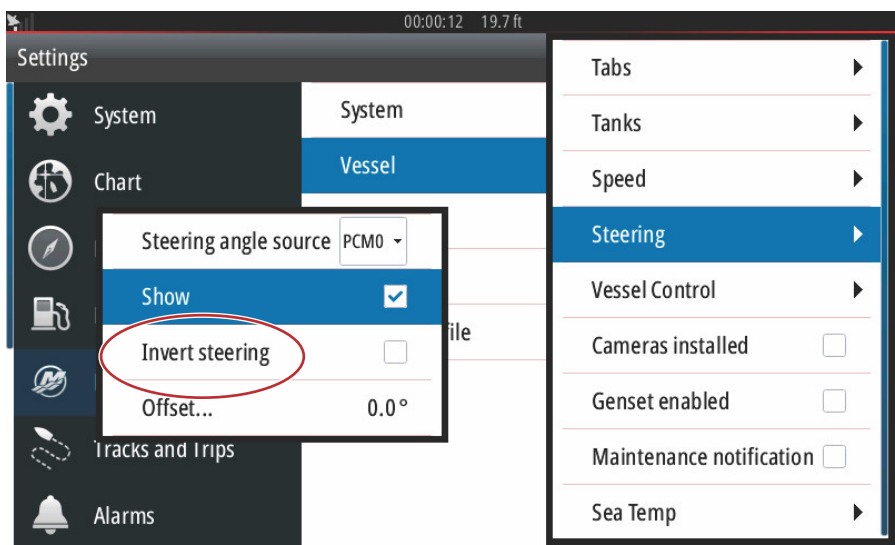 00:00:12 19.7 ft
Settings
System
Chart
Tracks and Trips
Alarms
System
Vessel
file
Steering angle source PCM0
Show
Invert steering
Offset... 0.0°
Tabs
Tanks
Speed
Steering
Vessel Control
Cameras installed
Genset enabled
Maintenance notification
Sea Temp